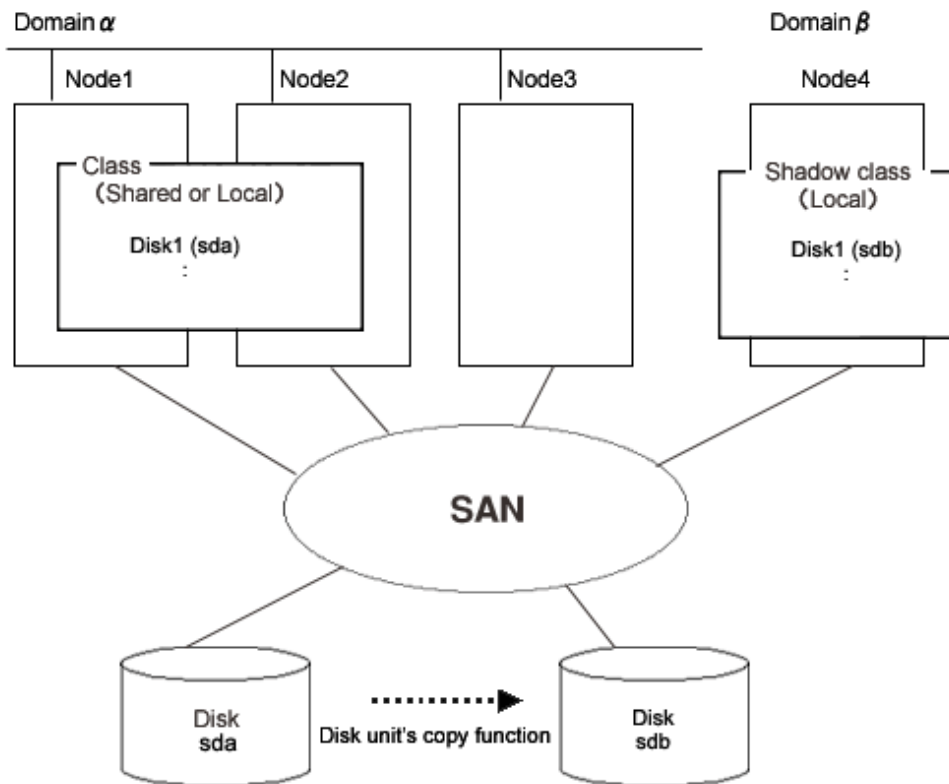 Domain α
Domain β
Node1
Node2
Node3
Node4
Class
（Shared or Local）
Disk1 (sda)
:
Shadow class
（Local）
Disk1 (sdb)
:
SAN
Disk
sda
Disk unit's copy function
Disk
sdb